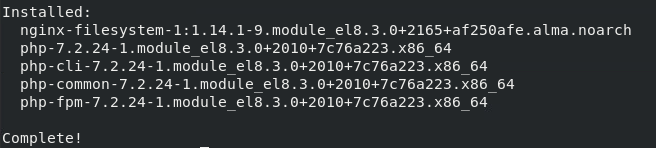 Installed:
nginx-filesystem-1:1.14.1-9.module_el8.3.0+2165+af250afe.alma.noarch
php-7.2.24-1.module_el8.3.0+2010+7c76a223.x86_64
php-cli-7.2.24-1.module_el8.3.0+2010+7c76a223.x86_64
php-common-7.2.24-1.module_el8.3.0+2010+7c76a223.x86_64
php-fpm-7.2.24-1.module_el8.3.0+2010+7c76a223.x86_64
Complete!